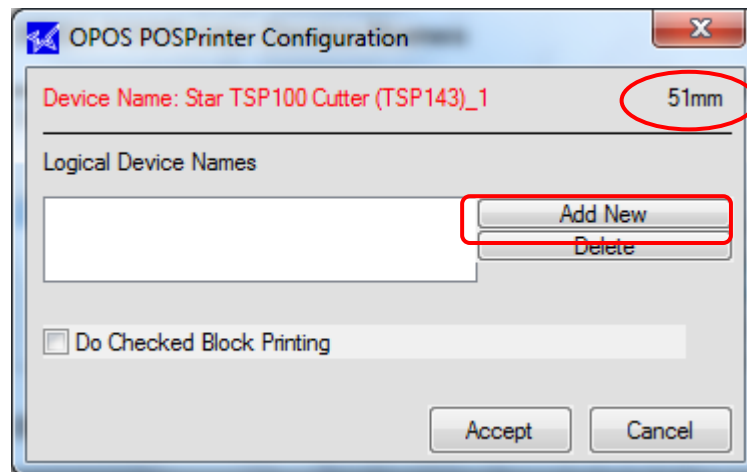 OPOS POSPrinter Configuration
Device Name: Star TSP100 Cutter (TSP143)_1 51mm
Logical Device Names
Add New
Delete
Do Checked Block Printing
Accept Cancel